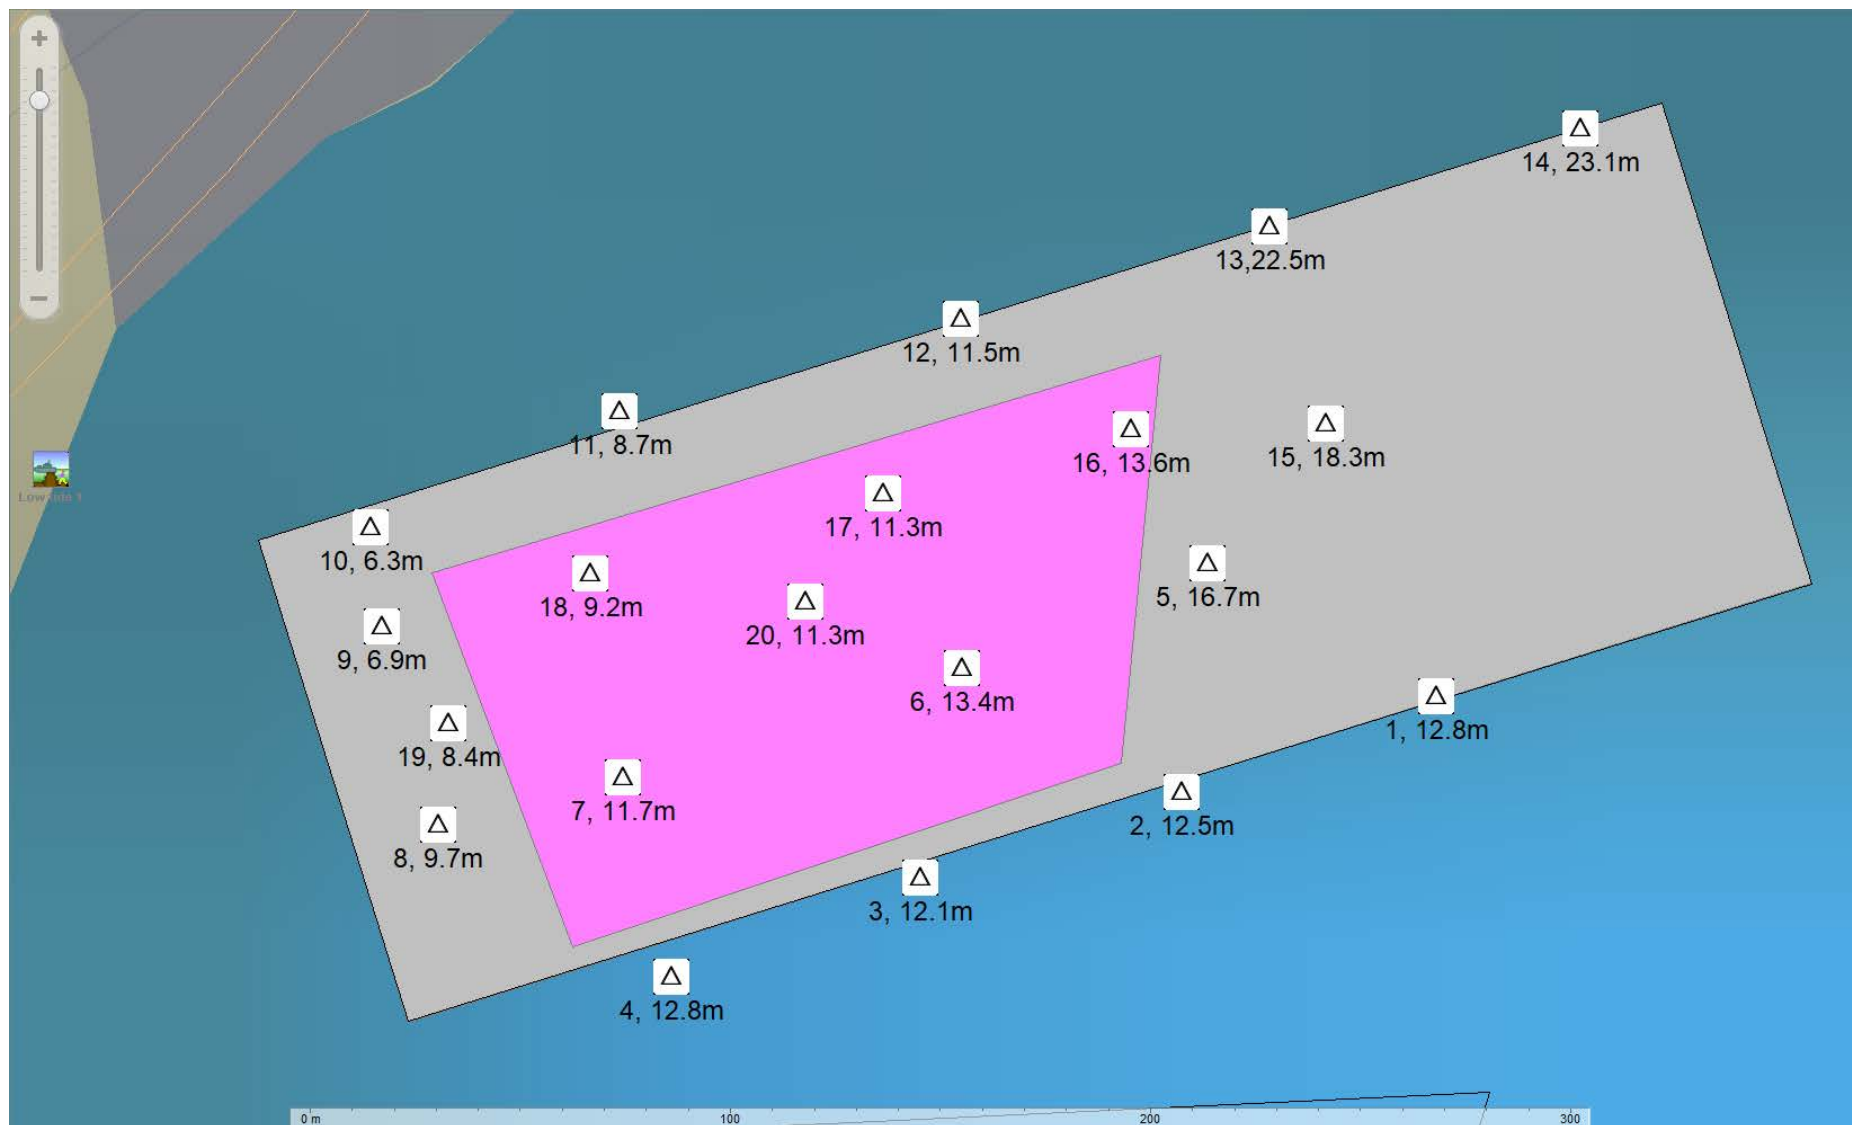 14, 23.1m
13,22.5m
12, 11.5m
11, 8.7m
16, 13.6m
15, 18.3m
17, 11.3m
10, 6.3m
18, 9.2m
5, 16.7m
20, 11.3m
9, 6.9m
6, 13.4m
1, 12.8m
19, 8.4m
7, 11.7m
2, 12.5m
8, 9.7m
3, 12.1m
4, 12.8m
0 m
100
200
300